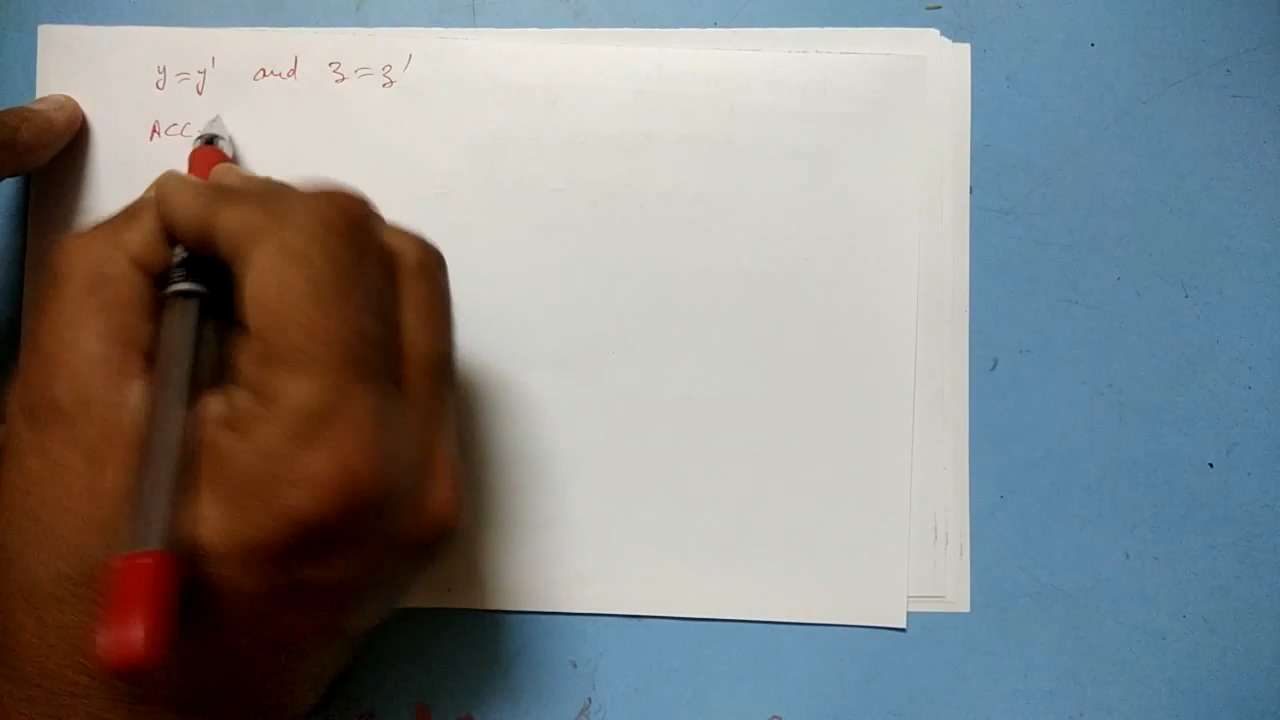 y = y' and z = z'
ACC